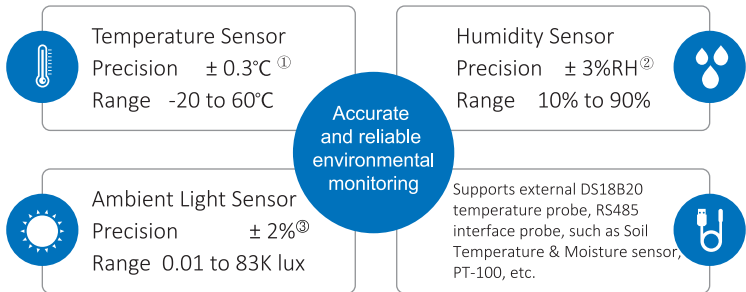 Temperature Sensor
Precision ± 0.3℃ ①
Range -20 to 60℃
Humidity Sensor
Precision ± 3%RH②
Range 10% to 90%
Accurate
and reliable
environmental
monitoring
Ambient Light Sensor
Precision ± 2%③
Range 0.01 to 83K lux
Supports external DS18B20
temperature probe, RS485
interface probe, such as Soil
Temperature & Moisture sensor,
PT-100, etc.